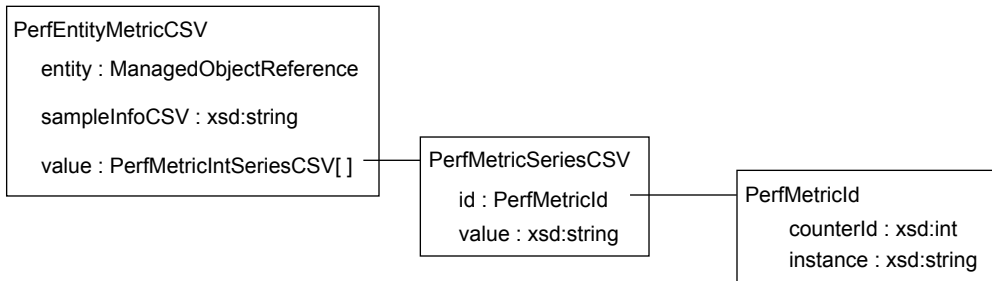 PerfEntityMetricCSV
entity : ManagedObjectReference
sampleInfoCSV : xsd:string
value : PerfMetricIntSeriesCSV[ ]
PerfMetricSeriesCSV
id : PerfMetricId
value : xsd:string
PerfMetricId
counterId : xsd:int
instance : xsd:string